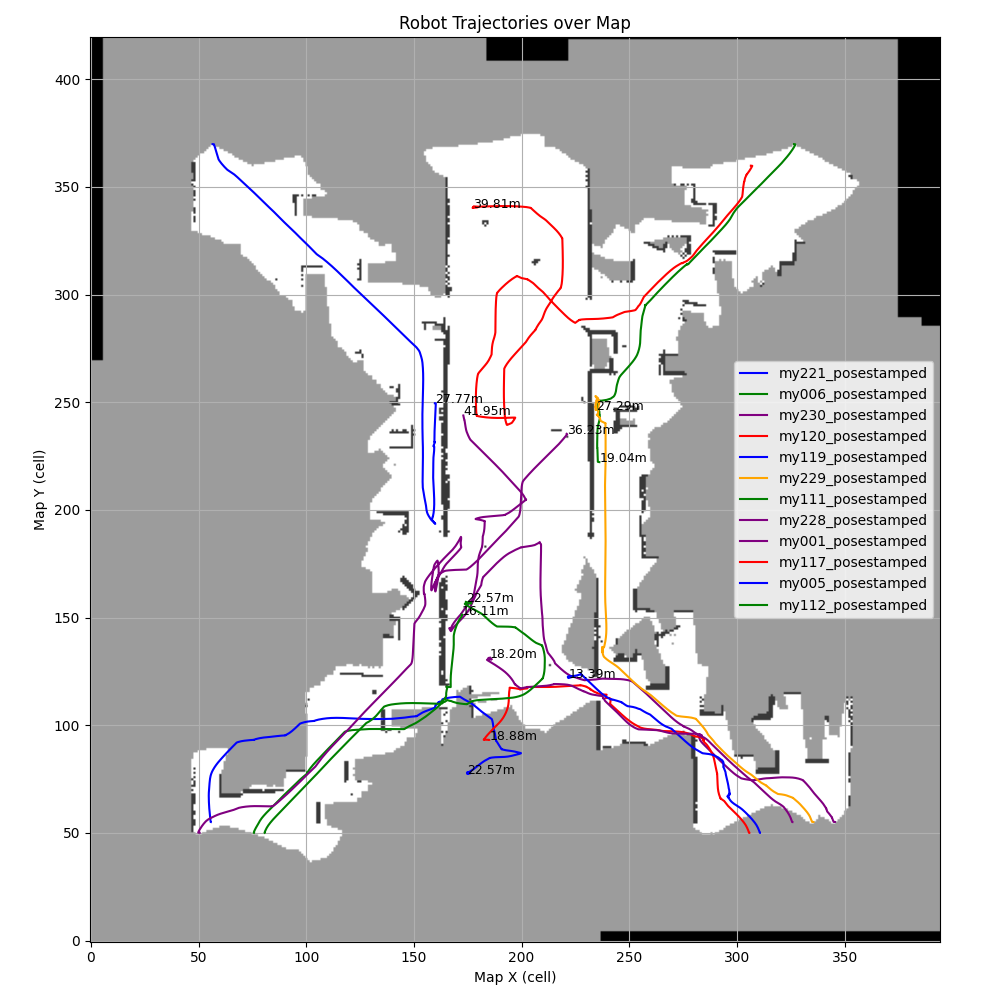 Robot Trajectories over Map
400
350
300
250
200
150
100
50
0
Map Y (cell)
39.81m
27.77m
41.95m
27.29m
36.23m
19.04m
22.57m
18.20m
13.39m
18.88m
22.57m
my221_posestamped
my006_posestamped
my230_posestamped
my120_posestamped
my119_posestamped
my229_posestamped
my111_posestamped
my228_posestamped
my001_posestamped
my117_posestamped
my005_posestamped
my112_posestamped
0 50 100 150 200 250 300 350
Map X (cell)